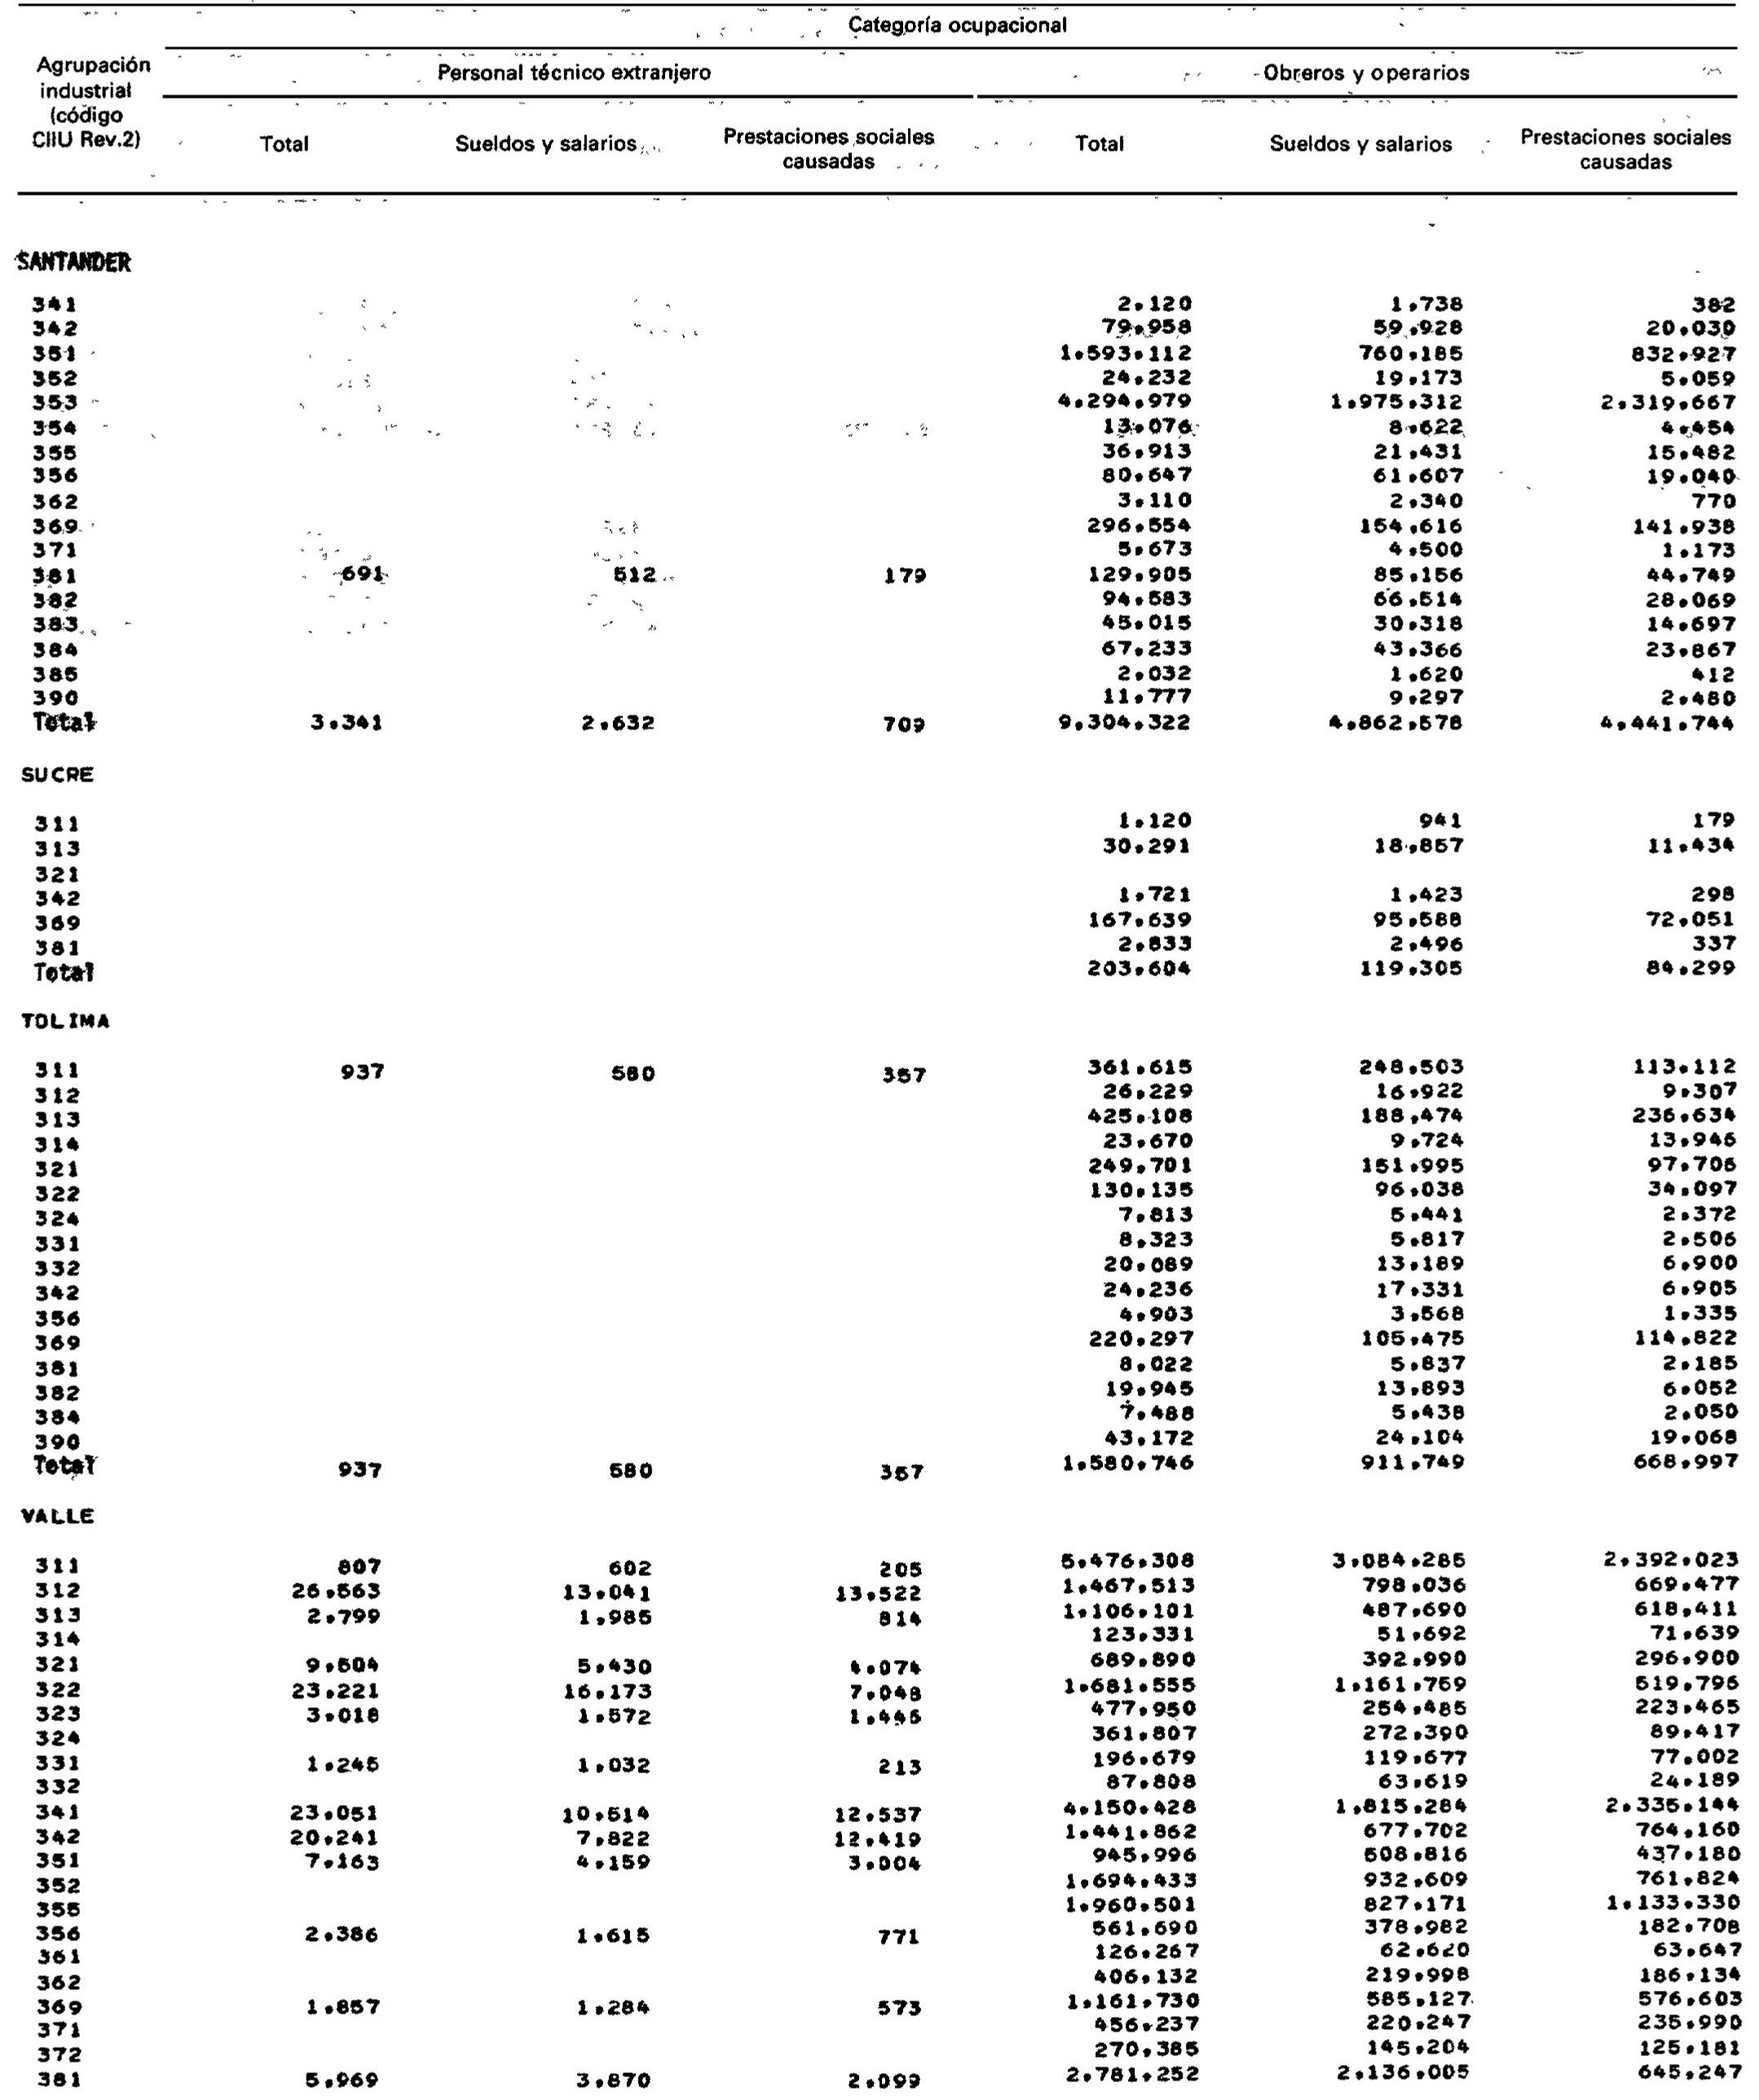 Categoría ocupacional
Agrupación industrial (código CIIU Rev.2) Personal técnico extranjero Obreros y operarios
Total Sueldos y salarios Prestaciones sociales causadas Total Sueldos y salarios Prestaciones sociales causadas
SANTANDER
341 2.120 1.738 382
342 79.958 59.928 20.030
351 1.593.112 760.185 832.927
352 24.232 19.173 5.059
353 4.294.979 1.975.312 2.319.667
354 13.076 8.622 4.454
355 36.913 21.431 15.482
356 80.647 61.607 19.040
362 3.110 2.340 770
369 296.554 154.616 141.938
371 5.673 4.500 1.173
381 691 512 179 129.905 85.156 44.749
382 94.583 66.514 28.069
383 45.015 30.318 14.697
384 67.233 43.366 23.867
385 2.032 1.620 412
390 11.777 9.297 2.480
Total 3.341 2.632 709 9.304.322 4.862.578 4.441.744
SUCRE
311 1.120 941 179
313 30.291 18.857 11.434
321
342 1.721 1.423 298
369 167.639 95.588 72.051
381 2.833 2.496 337
Total 203.604 119.305 84.299
TOLIMA
311 937 580 357 361.615 248.503 113.112
312 26.229 16.922 9.307
313 425.108 188.474 236.634
314 23.670 9.724 13.946
321 249.701 151.995 97.706
322 130.135 96.038 34.097
324 7.813 5.441 2.372
331 8.323 5.817 2.506
332 20.089 13.189 6.900
342 24.236 17.331 6.905
356 4.903 3.568 1.335
369 220.297 105.475 114.822
381 8.022 5.837 2.185
382 19.945 13.893 6.052
384 7.488 5.438 2.050
390 43.172 24.104 19.068
Total 937 580 357 1.580.746 911.749 668.997
VALLE
311 807 602 205 5.476.308 3.084.285 2.392.023
312 26.563 13.041 13.522 1.467.513 798.036 669.477
313 2.799 1.985 814 1.106.101 487.690 618.411
314 123.331 51.692 71.639
321 9.504 5.430 4.074 689.890 392.990 296.900
322 23.221 16.173 7.048 1.681.555 1.161.759 519.796
323 3.018 1.572 1.446 477.950 254.485 223.465
324 361.807 272.390 89.417
331 1.245 1.032 213 196.679 119.677 77.002
332 87.808 63.619 24.189
341 23.051 10.514 12.537 4.150.428 1.815.284 2.335.144
342 20.241 7.822 12.419 1.441.862 677.702 764.160
351 7.163 4.159 3.004 945.996 508.816 437.180
352 1.694.433 932.609 761.824
355 1.960.501 827.171 1.133.330
356 2.386 1.615 771 561.690 378.982 182.708
361 126.267 62.620 63.647
362 406.132 219.998 186.134
369 1.857 1.284 573 1.161.730 585.127 576.603
371 456.237 220.247 235.990
372 270.385 145.204 125.181
381 5.969 3.870 2.099 2.781.252 2.136.005 645.247